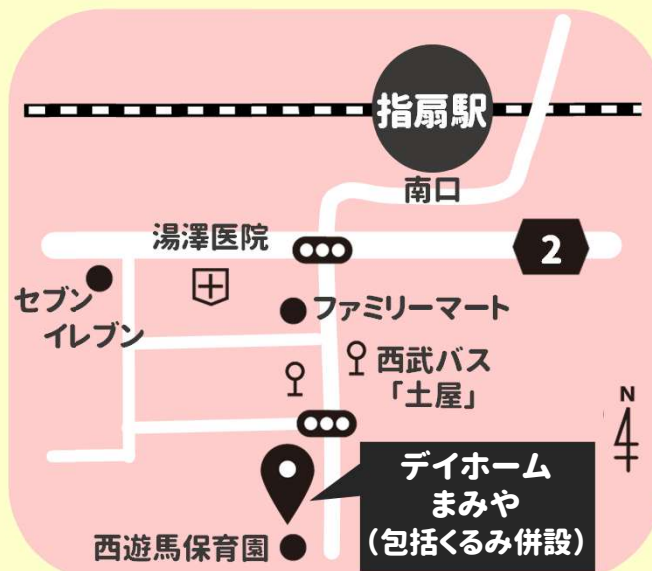 指扇駅
南口
湯澤医院
2
セブン
イレブン
ファミリーマート
西武バス
「土屋」
N
デイホーム
まみや
(包括くるみ併設)
西遊馬保育園